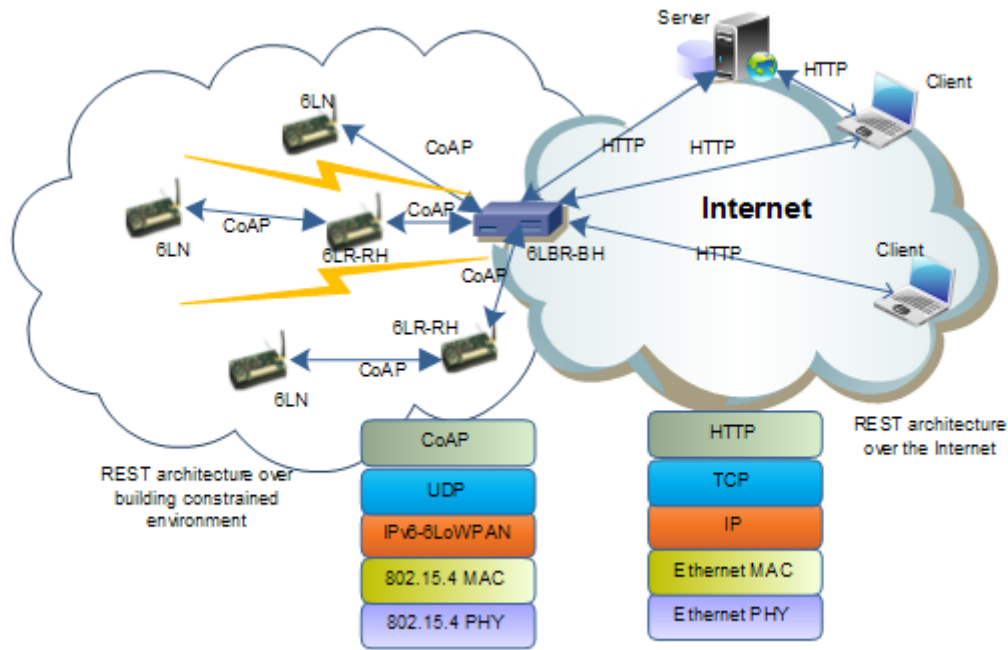 Server
HTTP
Client
6LN
CoAP
HTTP
HTTP
Internet
6LN
CoAP
6LR-RH
CoAP
6LBR-BH
HTTP
Client
CoAP
6LR-RH
CoAP
6LN
REST architecture over
building constrained
environment
REST architecture
over the Internet
CoAP
UDP
IPv6-6LoWPAN
802.15.4 MAC
802.15.4 PHY
HTTP
TCP
IP
Ethernet MAC
Ethernet PHY